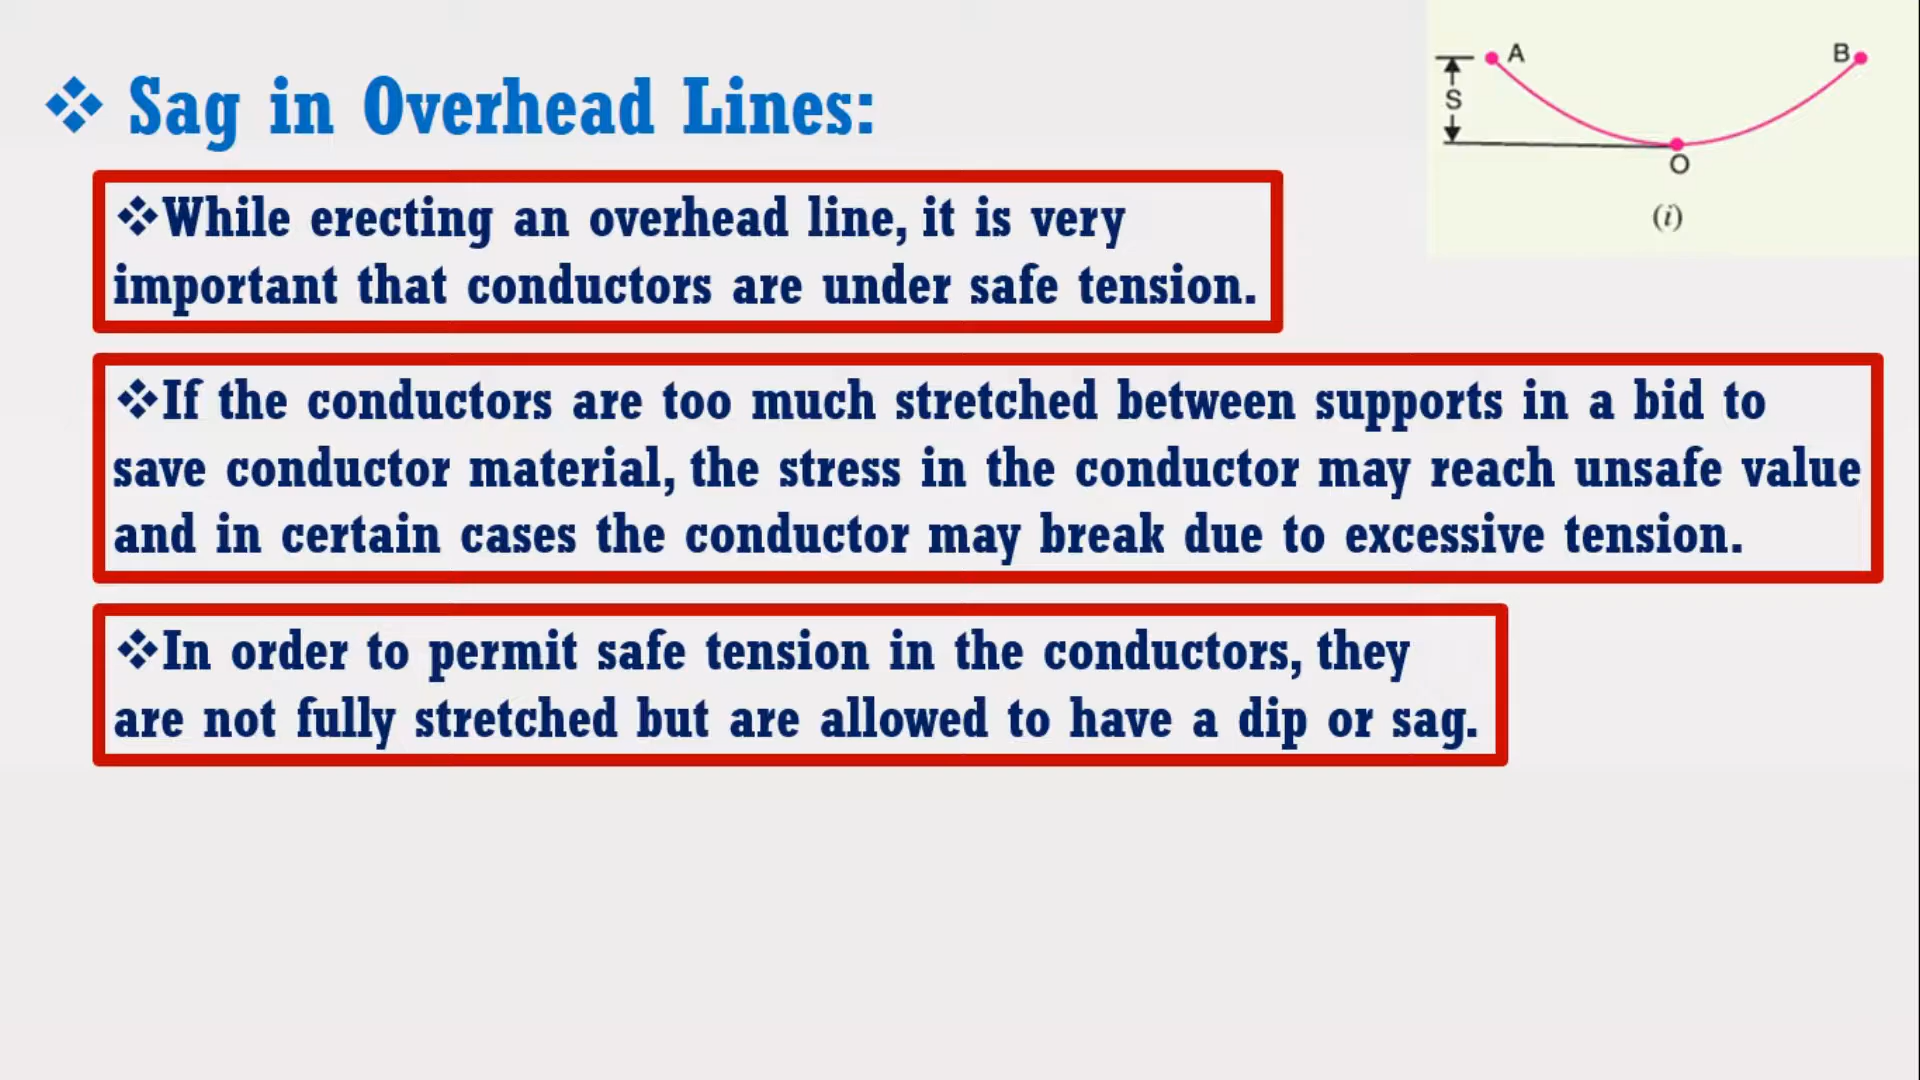 ❖ Sag in Overhead Lines:
❖While erecting an overhead line, it is very
important that conductors are under safe tension.
❖If the conductors are too much stretched between supports in a bid to
save conductor material, the stress in the conductor may reach unsafe value
and in certain cases the conductor may break due to excessive tension.
❖In order to permit safe tension in the conductors, they
are not fully stretched but are allowed to have a dip or sag.
A
B
S
O
(i)